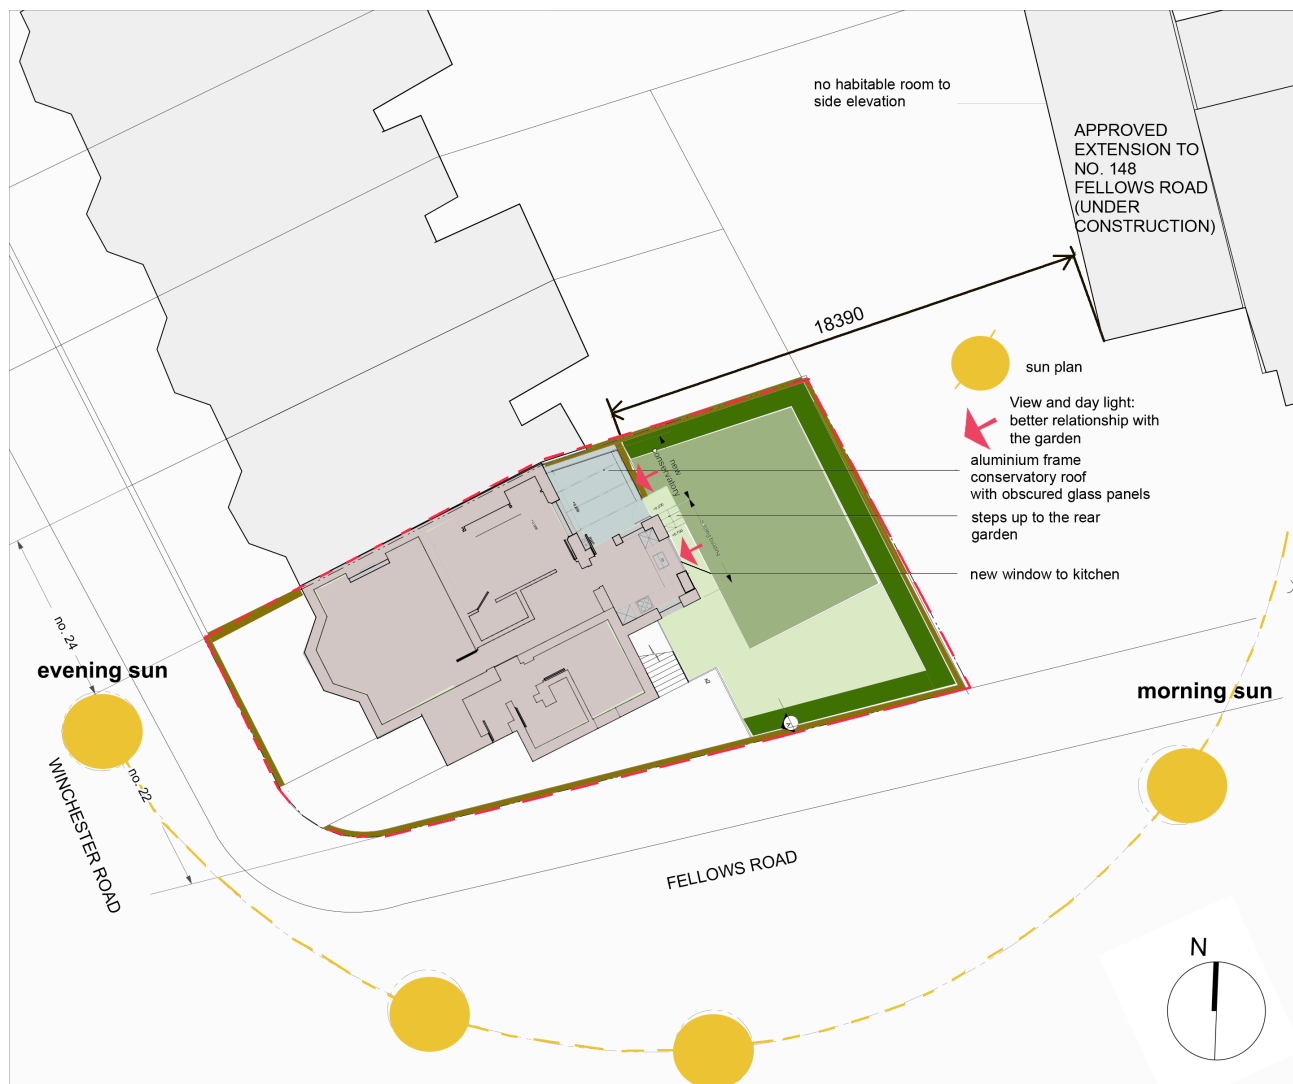 no habitable room to
side elevation
APPROVED
EXTENSION TO
NO. 148
FELLOWS ROAD
(UNDER
CONSTRUCTION)
18390
sun plan
View and day light:
better relationship with
the garden
aluminium frame
conservatory roof
with obscured glass panels
steps up to the rear
garden
new window to kitchen
new
conservatory
no. 24
evening sun
morning sun
no. 22
WINCHESTER ROAD
FELLOWS ROAD
N